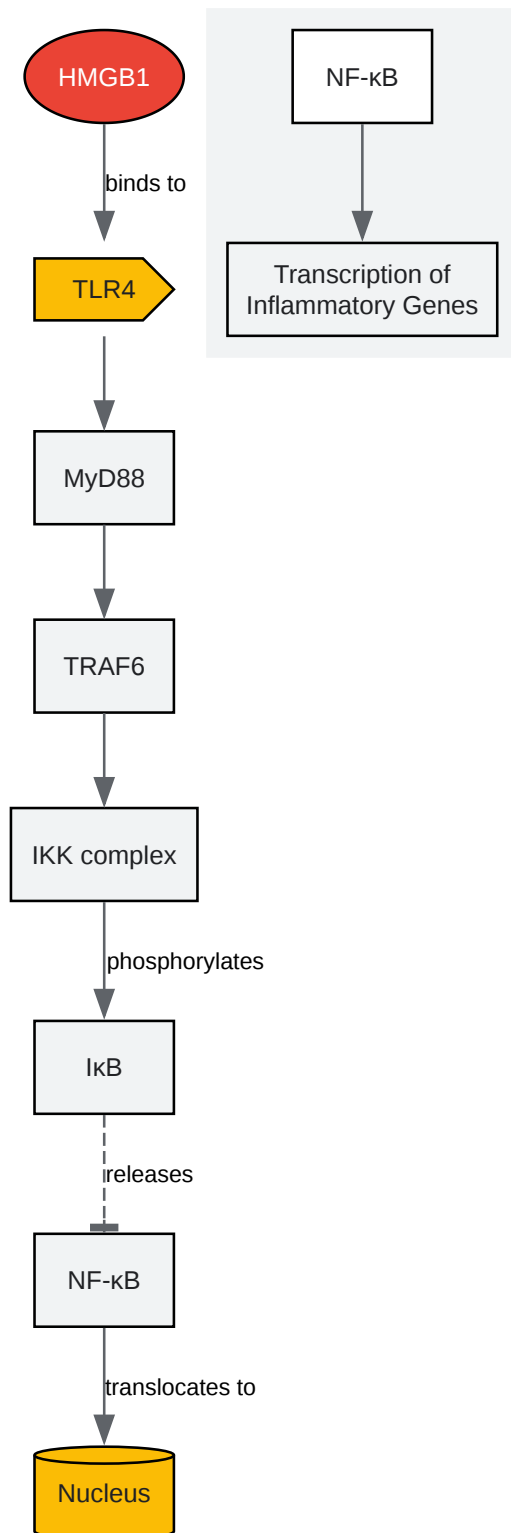 HMGB1
binds to
TLR4
MyD88
TRAF6
IKK complex
phosphorylates
IκB
releases
NF-κB
translocates to
Nucleus
NF-κB
Transcription of
Inflammatory Genes